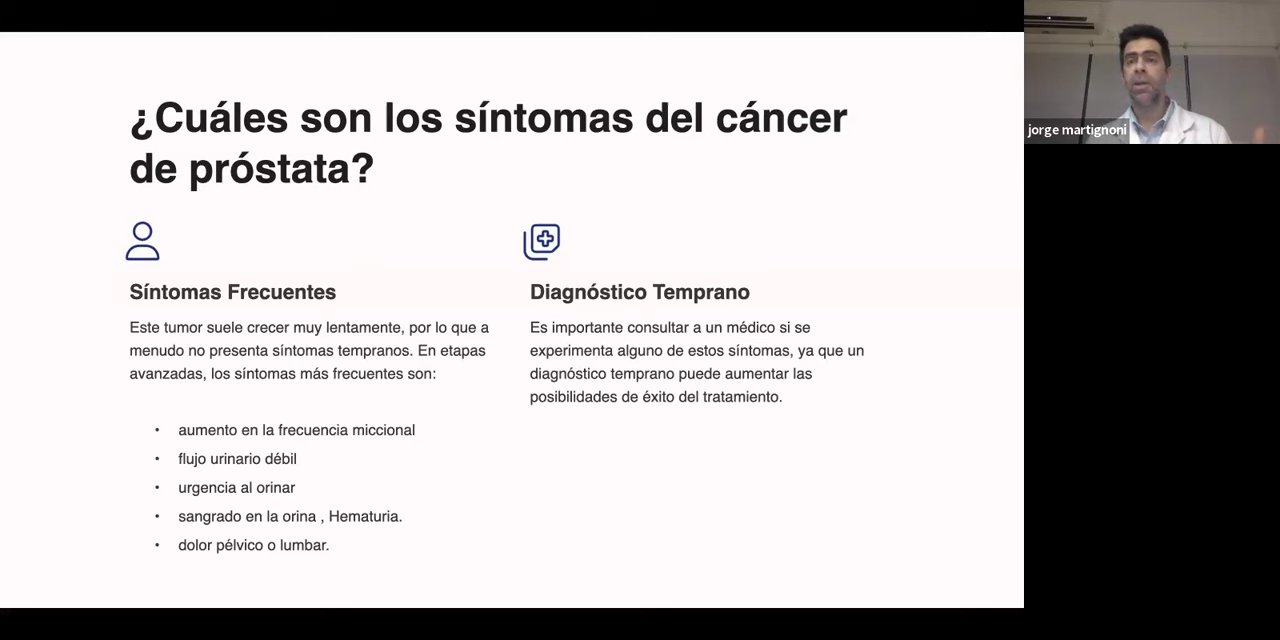 ¿Cuáles son los síntomas del cáncer
de próstata?
Síntomas Frecuentes
Este tumor suele crecer muy lentamente, por lo que a
menudo no presenta síntomas tempranos. En etapas
avanzadas, los síntomas más frecuentes son:
• aumento en la frecuencia miccional
• flujo urinario débil
• urgencia al orinar
• sangrado en la orina , Hematuria.
• dolor pélvico o lumbar.
Diagnóstico Temprano
Es importante consultar a un médico si se
experimenta alguno de estos síntomas, ya que un
diagnóstico temprano puede aumentar las
posibilidades de éxito del tratamiento.
jorge martignoni